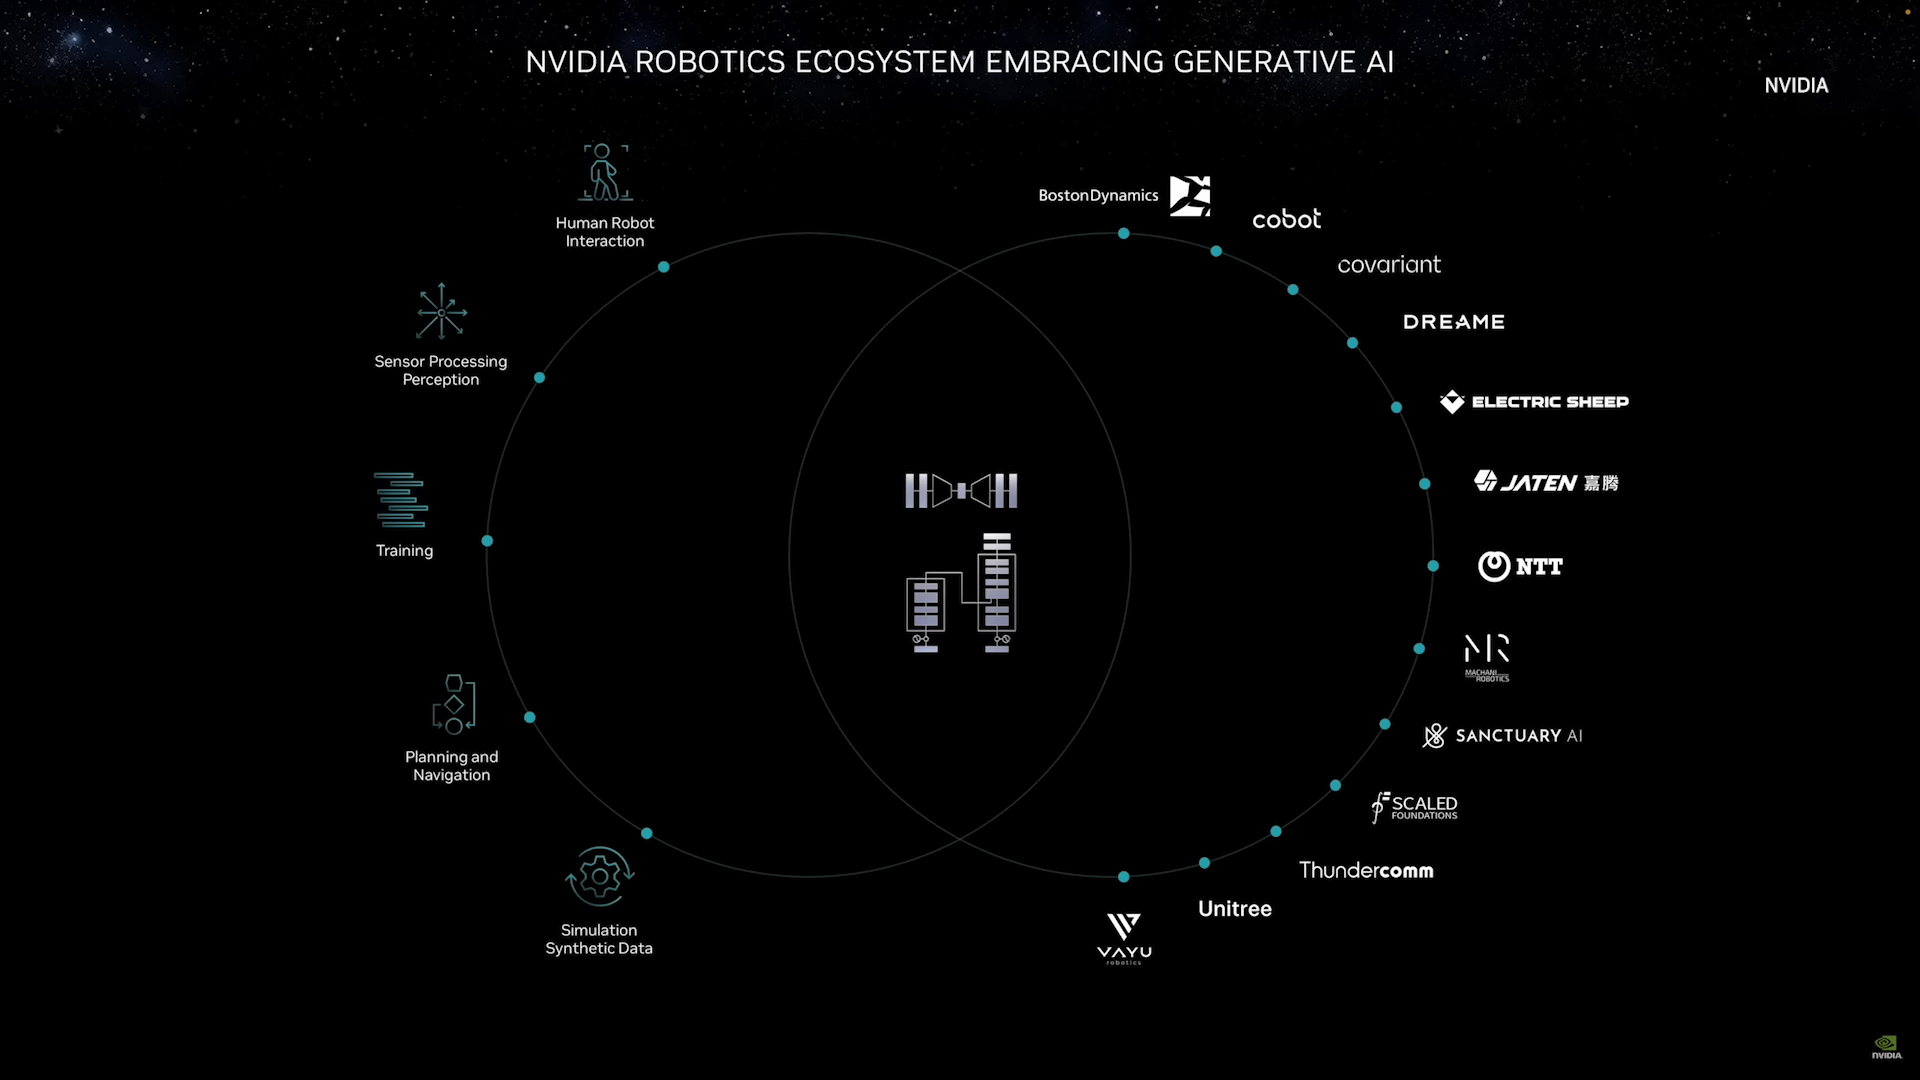 NVIDIA ROBOTICS ECOSYSTEM EMBRACING GENERATIVE AI
NVIDIA
Human Robot
Interaction
Sensor Processing
Perception
Training
Planning and
Navigation
Simulation
Synthetic Data
BostonDynamics
cobot
covariant
DREAME
ELECTRIC SHEEP
JATEN 嘉腾
NTT
MR
MACHANI
ROBOTICS
SANCTUARY AI
SCALED
FOUNDATIONS
Thundercomm
Unitree
VAYU
robotics
NVIDIA